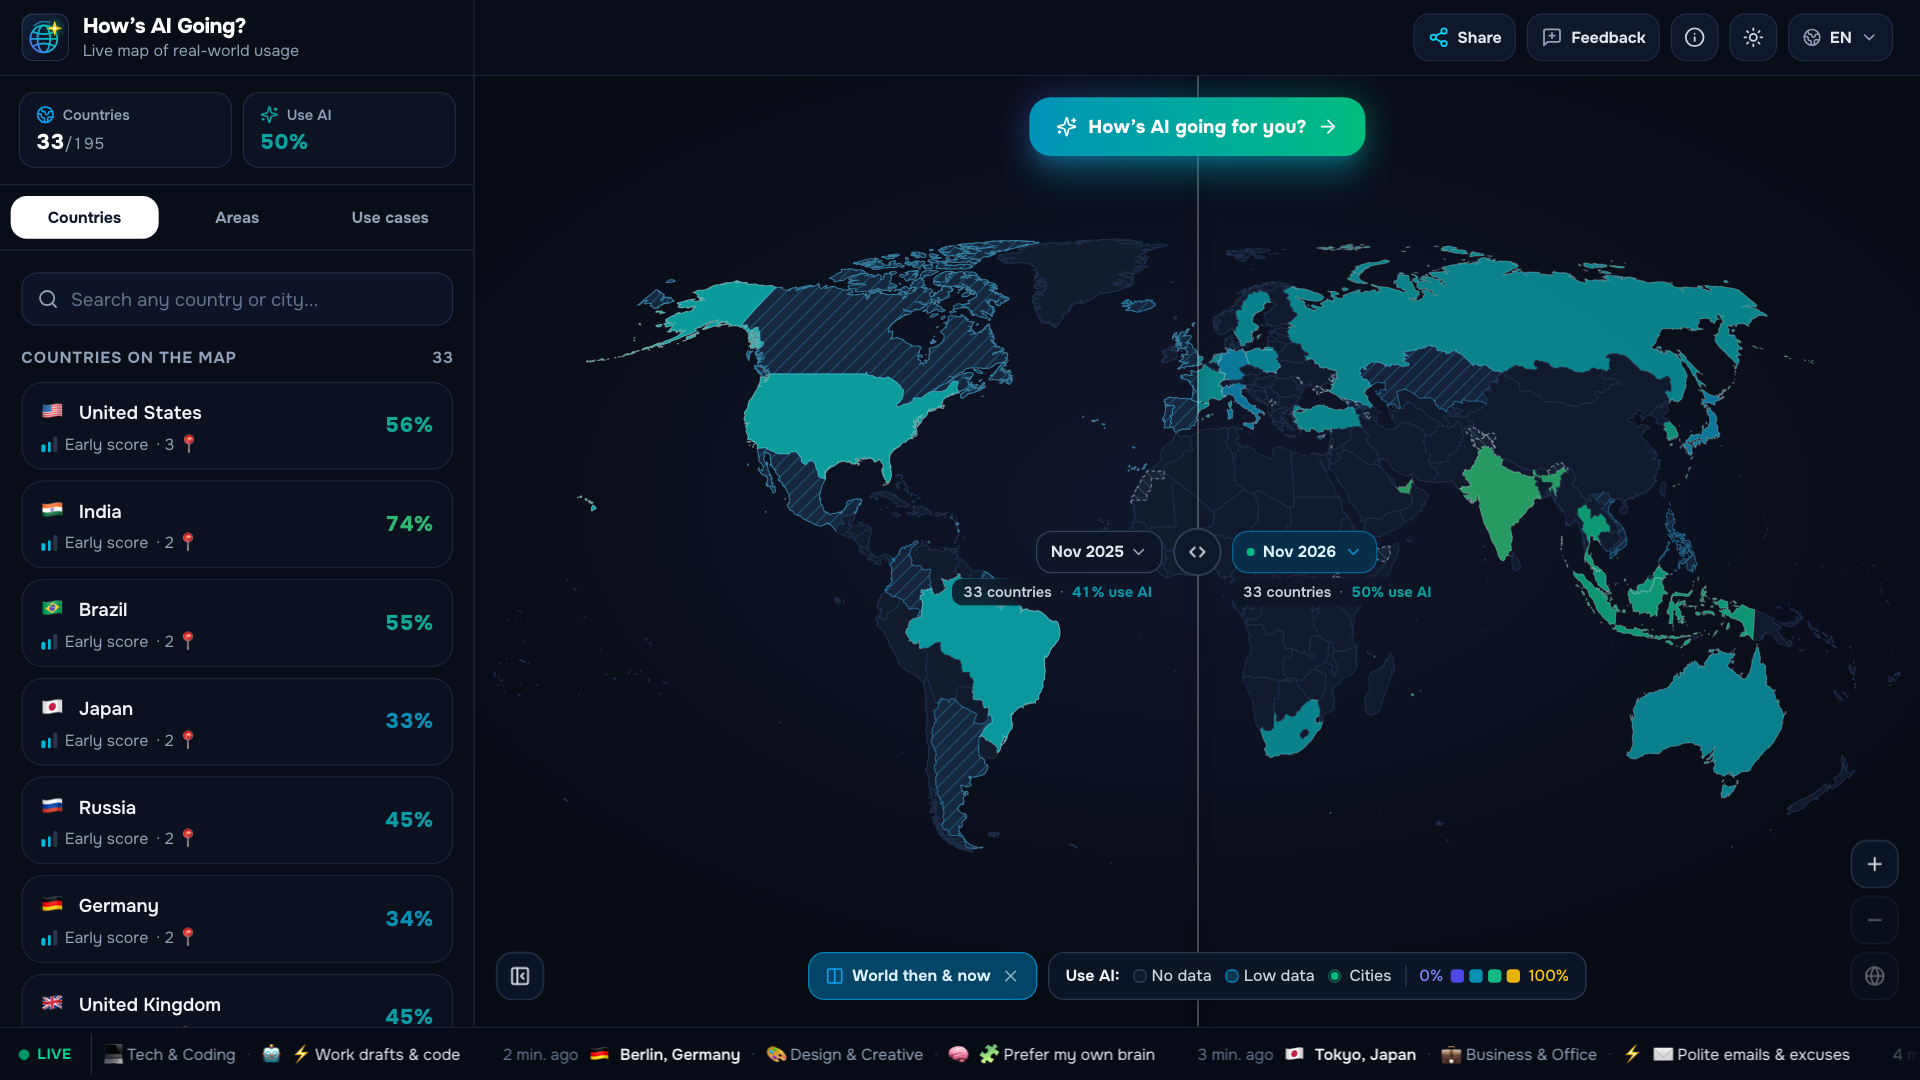 How's AI Going?
Live map of real-world usage
Share
Feedback
EN
Countries
33/195
Use AI
50%
How's AI going for you?
Countries
Areas
Use cases
Search any country or city...
COUNTRIES ON THE MAP
33
United States
56%
Early score · 3
India
74%
Early score · 2
Brazil
55%
Early score · 2
Japan
33%
Early score · 2
Russia
45%
Early score · 2
Germany
34%
Early score · 2
United Kingdom
45%
Nov 2025
Nov 2026
33 countries · 41% use AI
33 countries · 50% use AI
World then & now
Use AI:
No data
Low data
Cities
0%
100%
LIVE
Tech & Coding · Work drafts & code
2 min. ago Berlin, Germany · Design & Creative · Prefer my own brain
3 min. ago Tokyo, Japan · Business & Office · Polite emails & excuses
4